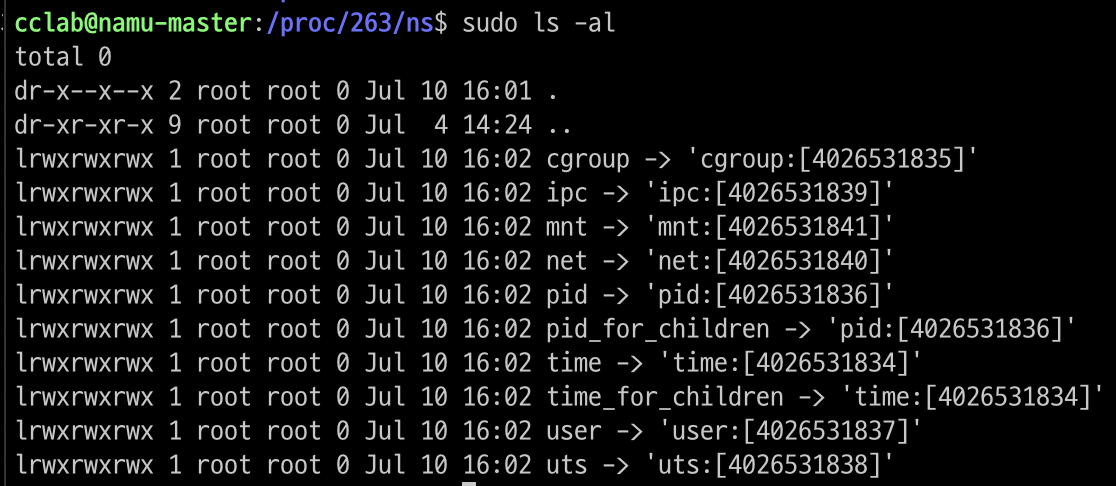 cclab@namu-master:/proc/263/ns$ sudo ls -al
total 0
dr-x--x--x 2 root root 0 Jul 10 16:01 .
dr-xr-xr-x 9 root root 0 Jul  4 14:24 ..
lrwxrwxrwx 1 root root 0 Jul 10 16:02 cgroup -> 'cgroup:[4026531835]'
lrwxrwxrwx 1 root root 0 Jul 10 16:02 ipc -> 'ipc:[4026531839]'
lrwxrwxrwx 1 root root 0 Jul 10 16:02 mnt -> 'mnt:[4026531841]'
lrwxrwxrwx 1 root root 0 Jul 10 16:02 net -> 'net:[4026531840]'
lrwxrwxrwx 1 root root 0 Jul 10 16:02 pid -> 'pid:[4026531836]'
lrwxrwxrwx 1 root root 0 Jul 10 16:02 pid_for_children -> 'pid:[4026531836]'
lrwxrwxrwx 1 root root 0 Jul 10 16:02 time -> 'time:[4026531834]'
lrwxrwxrwx 1 root root 0 Jul 10 16:02 time_for_children -> 'time:[4026531834]'
lrwxrwxrwx 1 root root 0 Jul 10 16:02 user -> 'user:[4026531837]'
lrwxrwxrwx 1 root root 0 Jul 10 16:02 uts -> 'uts:[4026531838]'